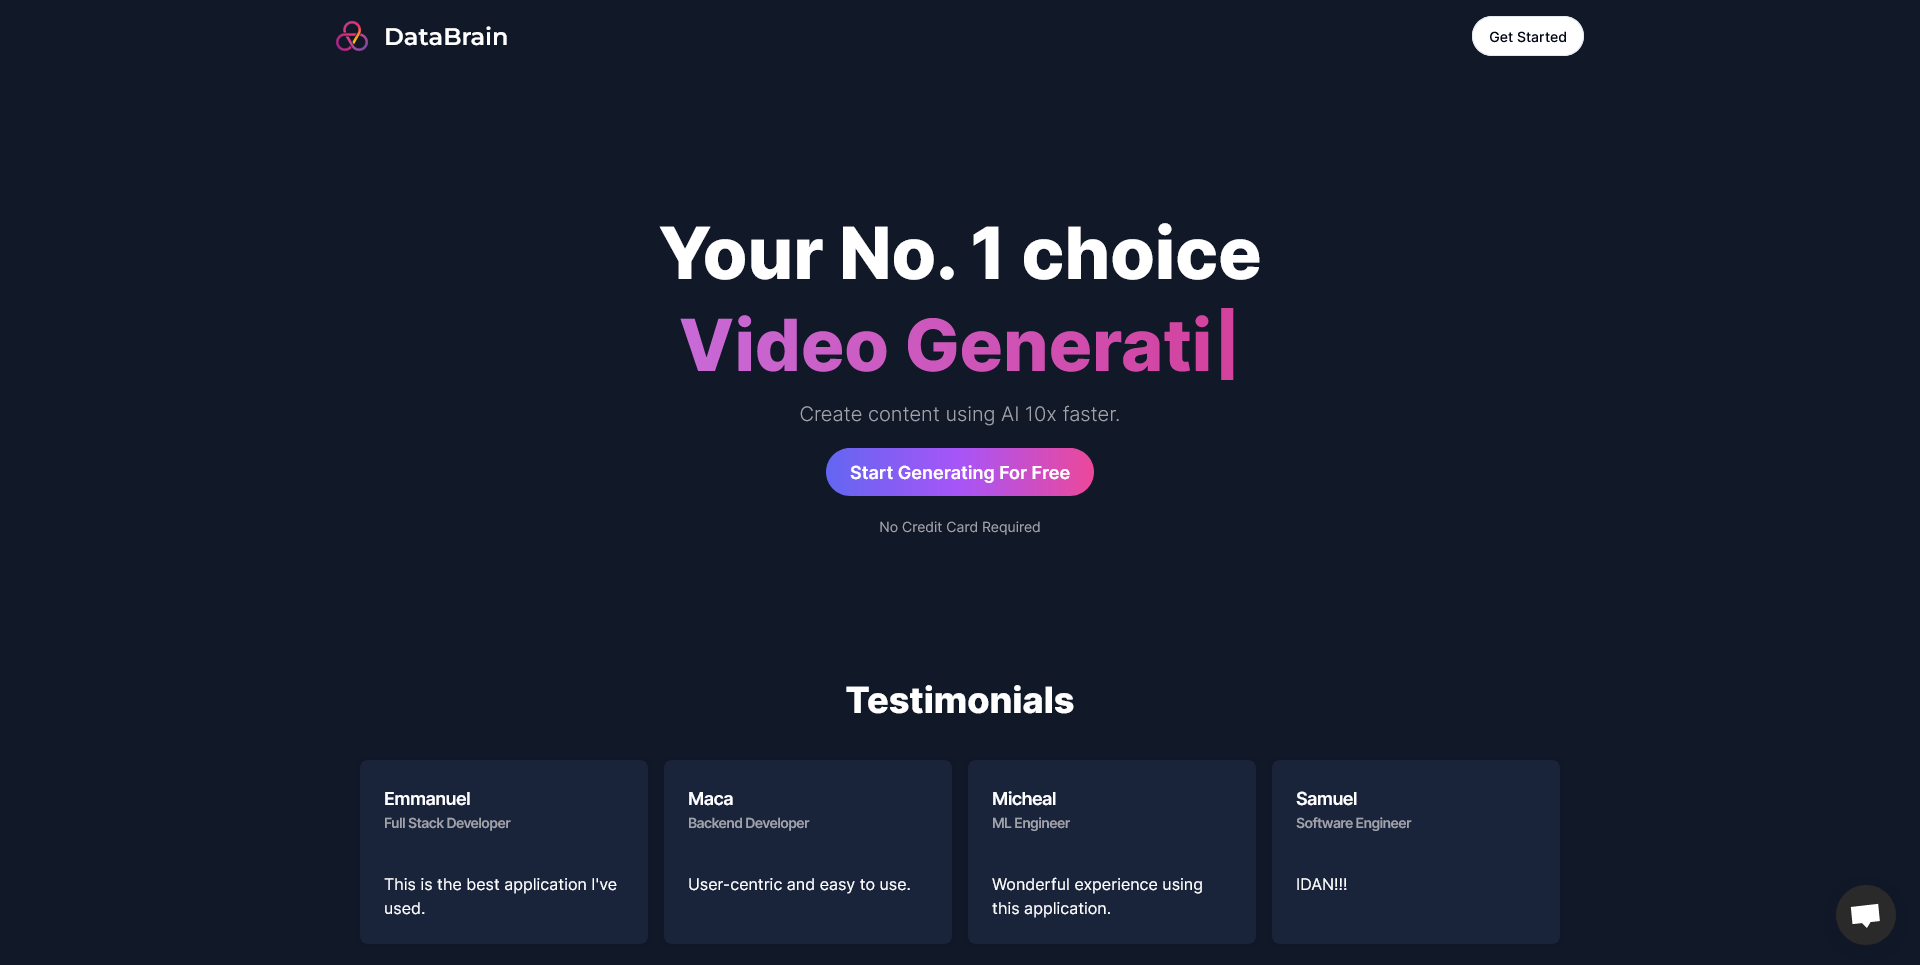 DataBrain
Get Started
Your No. 1 choice
Video Generati|
Create content using AI 10x faster.
Start Generating For Free
No Credit Card Required
Testimonials
Emmanuel
Full Stack Developer
This is the best application I've
used.
Maca
Backend Developer
User-centric and easy to use.
Micheal
ML Engineer
Wonderful experience using
this application.
Samuel
Software Engineer
IDAN!!!